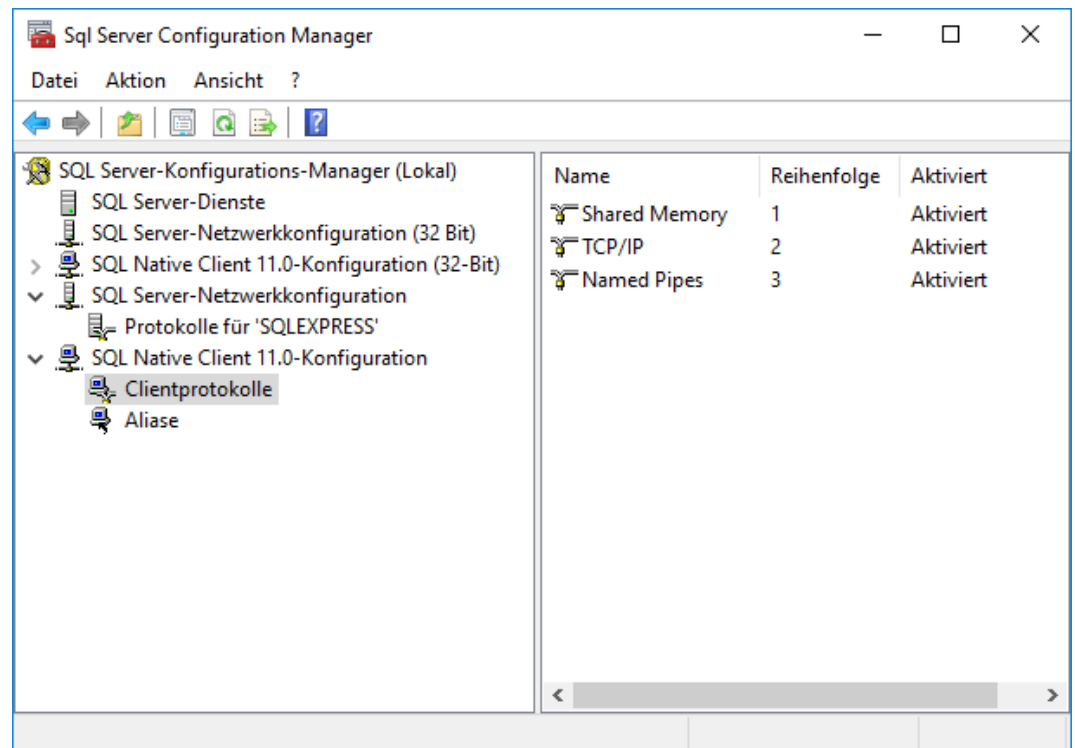 Sql Server Configuration Manager
Datei Aktion Ansicht ?
SQL Server-Konfigurations-Manager (Lokal)
SQL Server-Dienste
SQL Server-Netzwerkkonfiguration (32 Bit)
SQL Native Client 11.0-Konfiguration (32-Bit)
SQL Server-Netzwerkkonfiguration
Protokolle für 'SQLEXPRESS'
SQL Native Client 11.0-Konfiguration
Clientprotokolle
Aliase
Name Reihenfolge Aktiviert
Shared Memory 1 Aktiviert
TCP/IP 2 Aktiviert
Named Pipes 3 Aktiviert